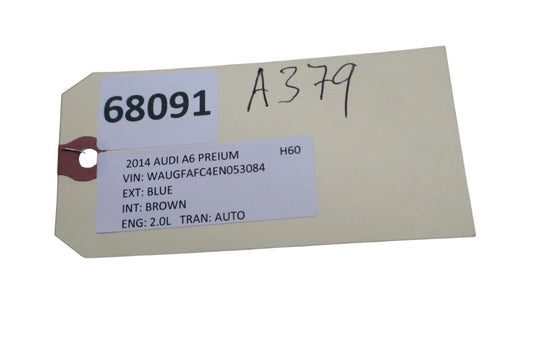 68091
A379
2014 AUDI A6 PREIUM H60
VIN: WAUGFAFC4EN053084
EXT: BLUE
INT: BROWN
ENG: 2.0L TRAN: AUTO